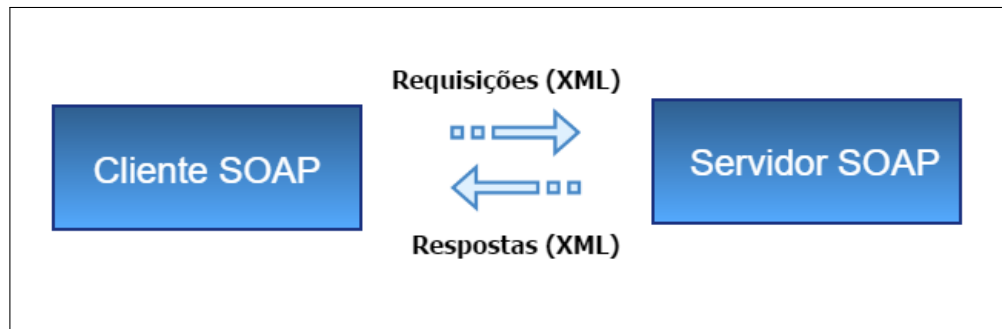 Requisições (XML)
Cliente SOAP
Servidor SOAP
Respostas (XML)